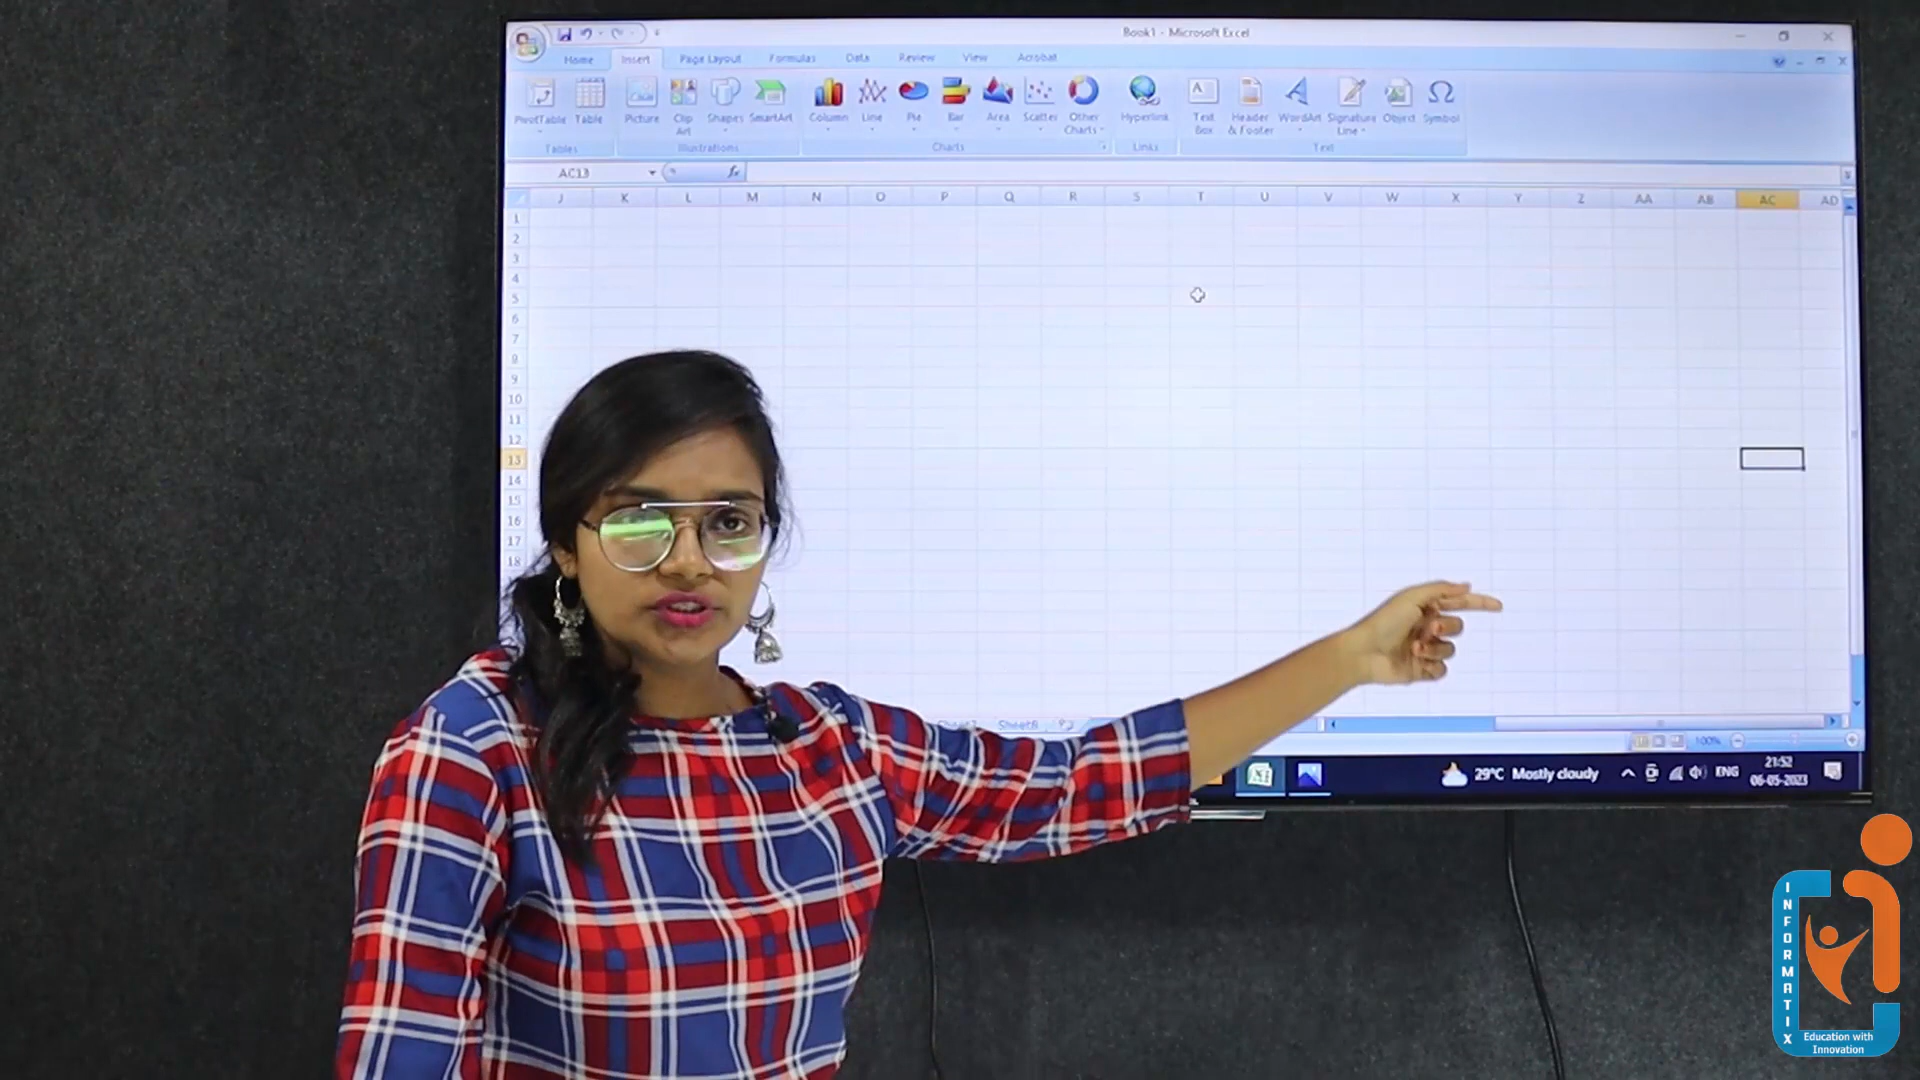 Book1 - Microsoft Excel
Home Insert Page Layout Formulas Data Review View Acrobat
PivotTable Table Picture Clip Art Shapes SmartArt Column Line Pie Bar Area Scatter Other Charts Hyperlink Text Box Header & Footer WordArt Signature Line Object Symbol
Tables Illustrations Charts Links Text
AC13 fx
J K L M N O P Q R S T U V W X Y Z AA AB AC AD
1
2
3
4
5
6
7
9
9
10
11
12
13
14
15
16
17
18
Sheet6
100%
29°C Mostly cloudy ENG 21:52
06-05-2023
INFORMATIX
Education with
Innovation